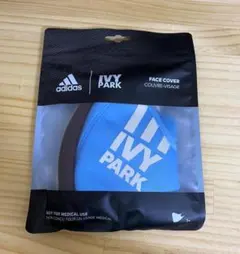 adidas
IVY
PARK
FACE COVER
COUVRE-VISAGE
IVY
PARK
NOT FOR MEDICAL USE